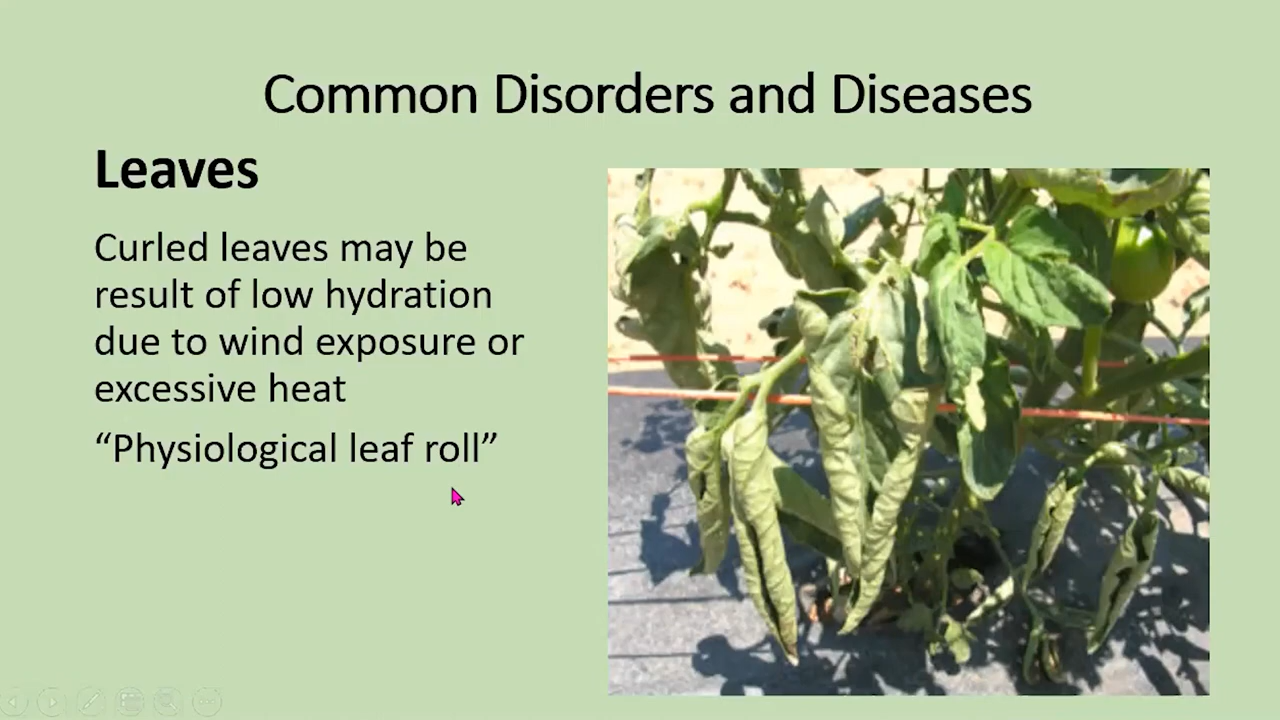 Common Disorders and Diseases
Leaves
Curled leaves may be
result of low hydration
due to wind exposure or
excessive heat
“Physiological leaf roll”